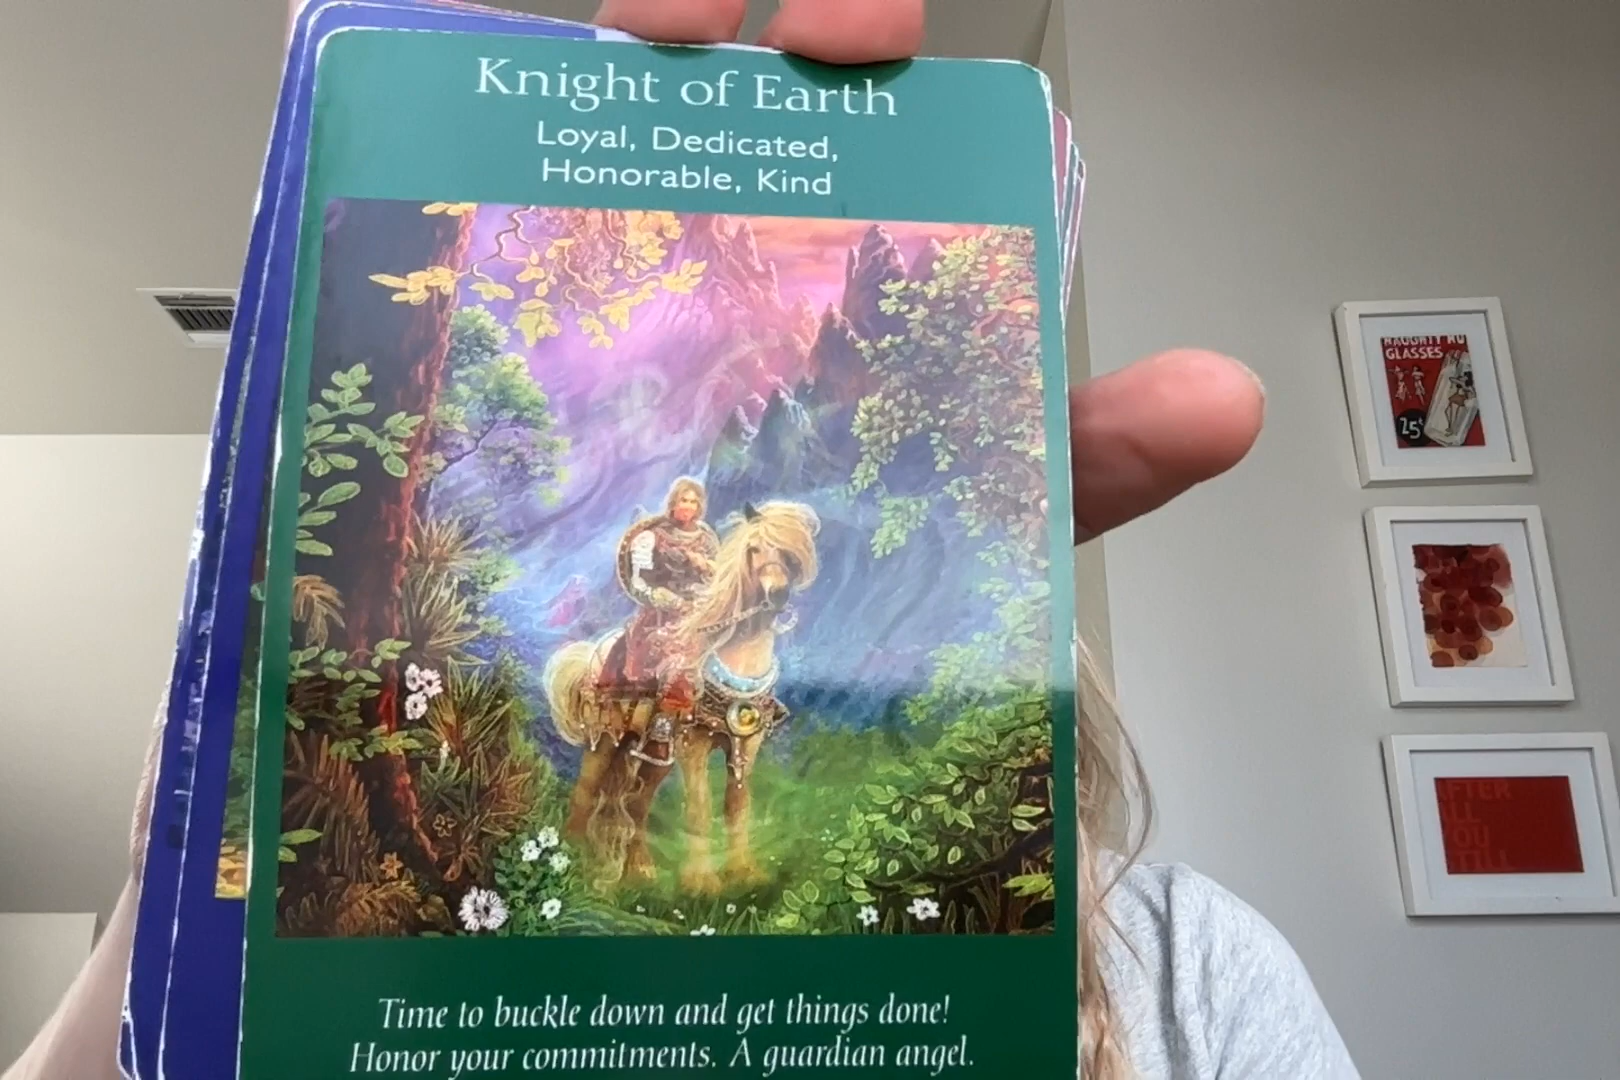 Knight of Earth
Loyal, Dedicated,
Honorable, Kind
Time to buckle down and get things done!
Honor your commitments. A guardian angel.
GLASSES
25¢